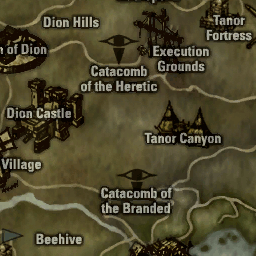 Dion Hills
Tanor
Fortress
n of Dion
Execution
Grounds
Catacomb
of the Heretic
Dion Castle
Tanor Canyon
Village
Catacomb of
the Branded
Beehive